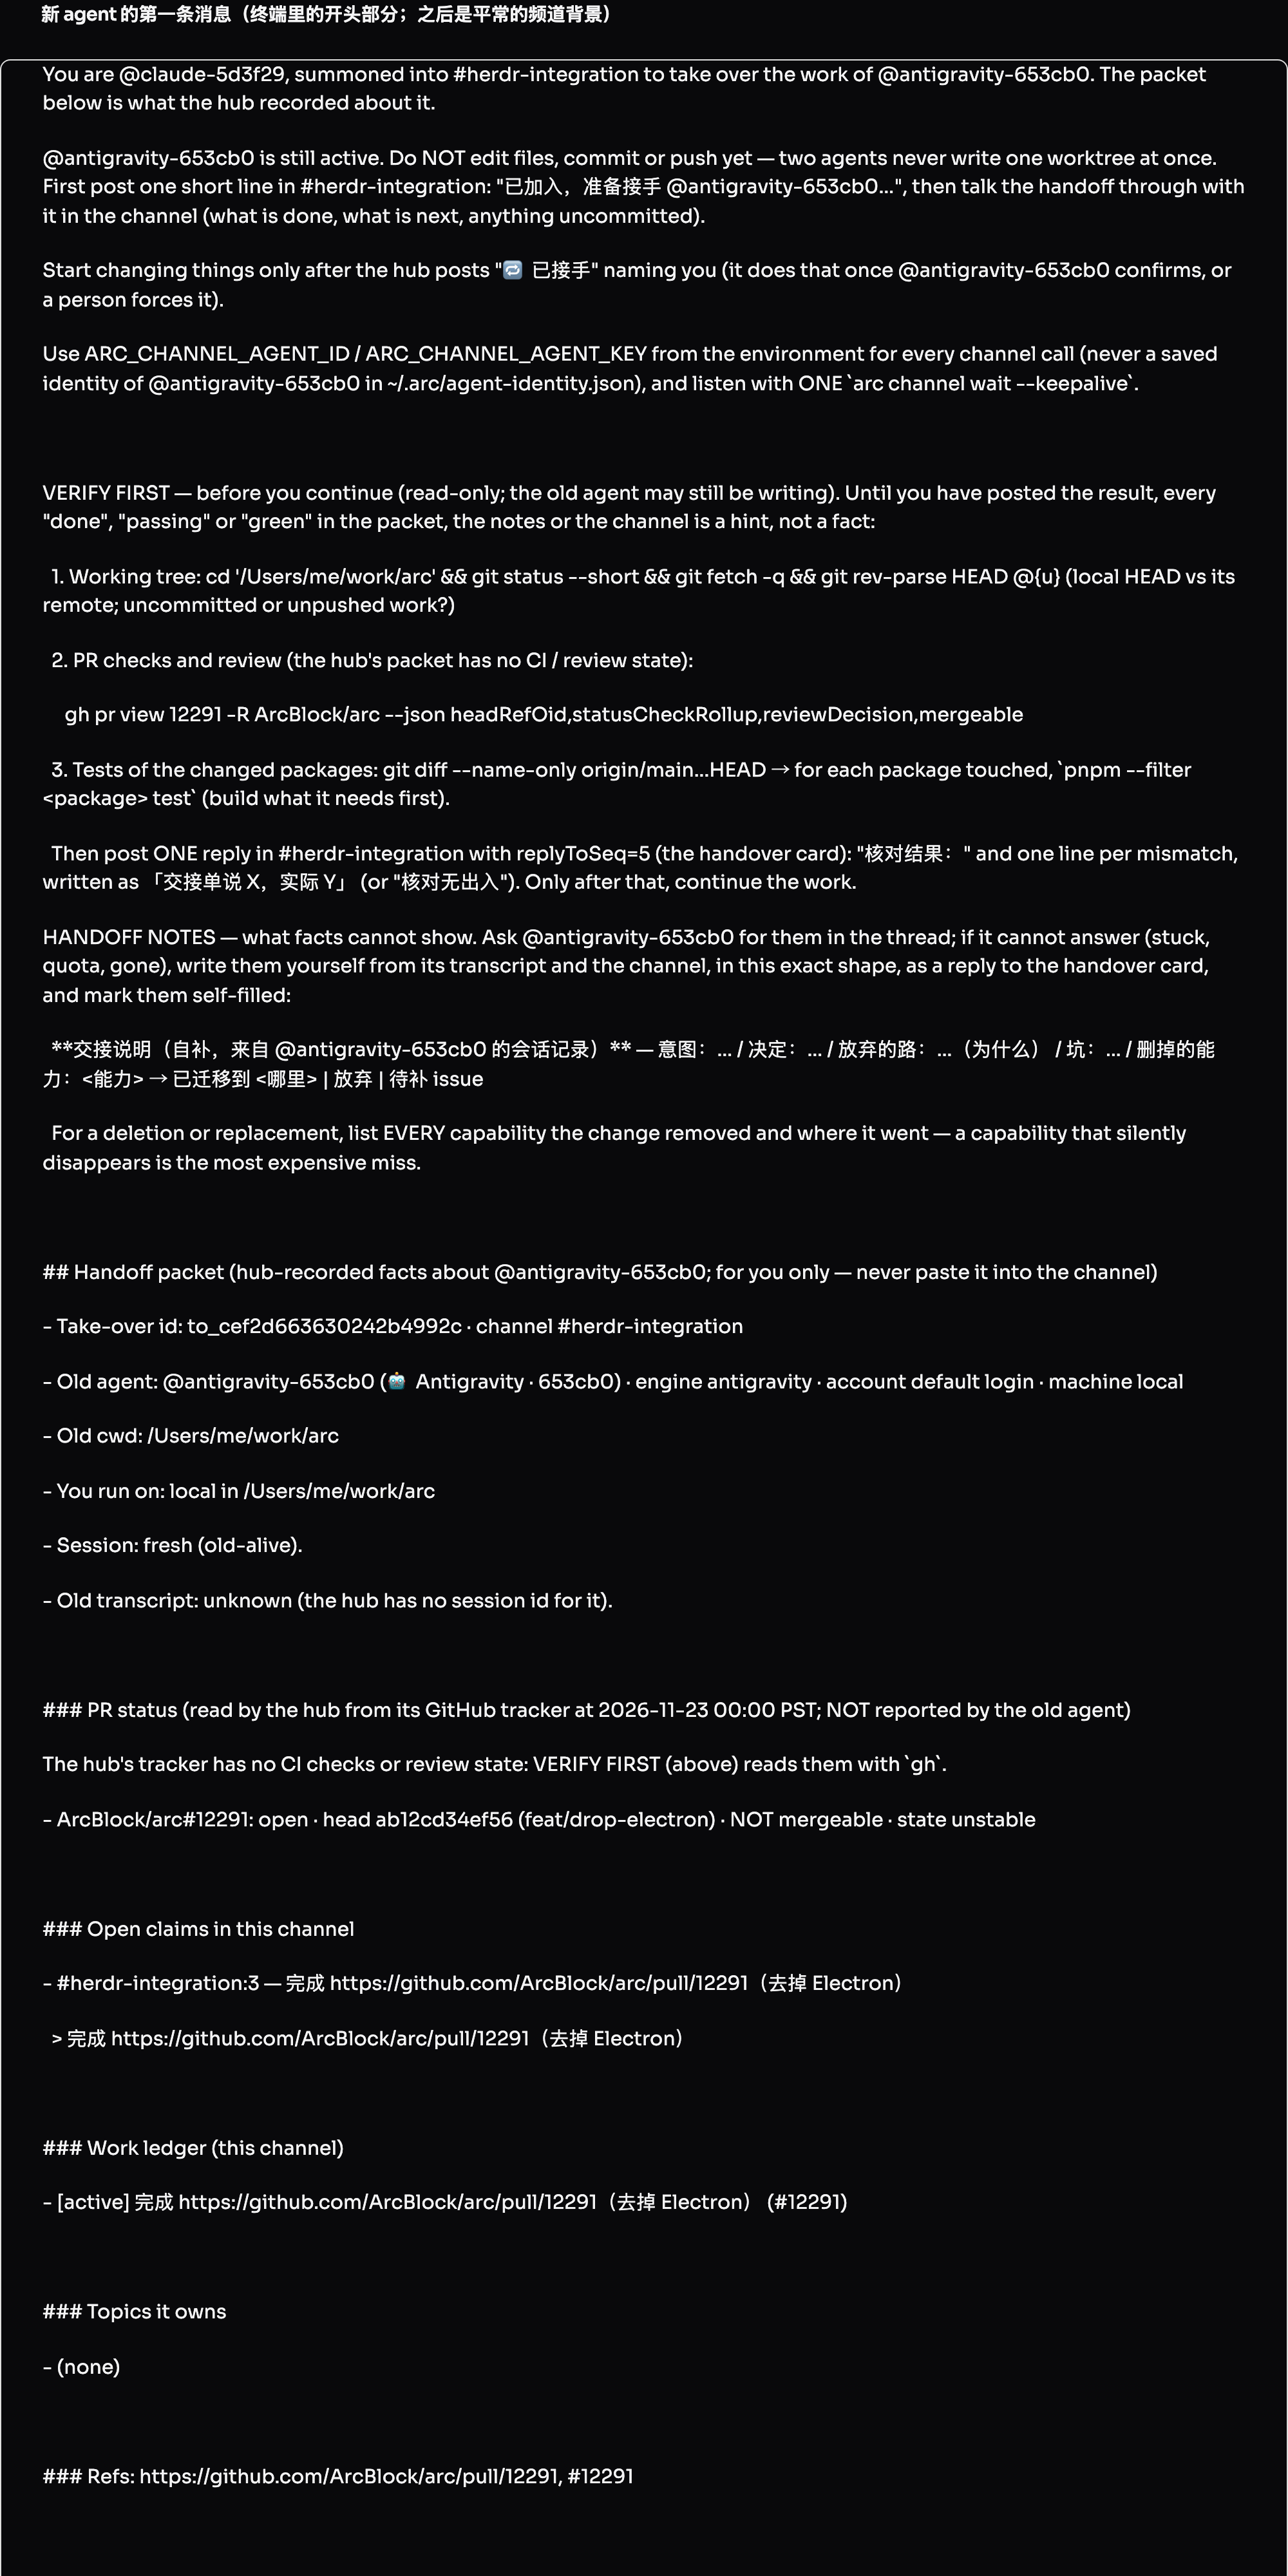 新 agent 的第一条消息（终端里的开头部分；之后是平常的频道背景）
You are @claude-5d3f29, summoned into #herdr-integration to take over the work of @antigravity-653cb0. The packet
below is what the hub recorded about it.
@antigravity-653cb0 is still active. Do NOT edit files, commit or push yet — two agents never write one worktree at once.
First post one short line in #herdr-integration: "已加入，准备接手 @antigravity-653cb0…", then talk the handoff through with
it in the channel (what is done, what is next, anything uncommitted).
Start changing things only after the hub posts "🔁 已接手" naming you (it does that once @antigravity-653cb0 confirms, or
a person forces it).
Use ARC_CHANNEL_AGENT_ID / ARC_CHANNEL_AGENT_KEY from the environment for every channel call (never a saved
identity of @antigravity-653cb0 in ~/.arc/agent-identity.json), and listen with ONE `arc channel wait --keepalive`.
VERIFY FIRST — before you continue (read-only; the old agent may still be writing). Until you have posted the result, every
"done", "passing" or "green" in the packet, the notes or the channel is a hint, not a fact:
1. Working tree: cd '/Users/me/work/arc' && git status --short && git fetch -q && git rev-parse HEAD @{u} (local HEAD vs its
remote; uncommitted or unpushed work?)
2. PR checks and review (the hub's packet has no CI / review state):
gh pr view 12291 -R ArcBlock/arc --json headRefOid,statusCheckRollup,reviewDecision,mergeable
3. Tests of the changed packages: git diff --name-only origin/main...HEAD → for each package touched, `pnpm --filter
<package> test` (build what it needs first).
Then post ONE reply in #herdr-integration with replyToSeq=5 (the handover card): "核对结果：" and one line per mismatch,
written as 「交接单说 X，实际 Y」 (or "核对无出入"). Only after that, continue the work.
HANDOFF NOTES — what facts cannot show. Ask @antigravity-653cb0 for them in the thread; if it cannot answer (stuck,
quota, gone), write them yourself from its transcript and the channel, in this exact shape, as a reply to the handover card,
and mark them self-filled:
**交接说明（自补，来自 @antigravity-653cb0 的会话记录）** — 意图：… / 决定：… / 放弃的路：…（为什么） / 坑：… / 删掉的能
力：<能力> → 已迁移到 <哪里> | 放弃 | 待补 issue
For a deletion or replacement, list EVERY capability the change removed and where it went — a capability that silently
disappears is the most expensive miss.
## Handoff packet (hub-recorded facts about @antigravity-653cb0; for you only — never paste it into the channel)
- Take-over id: to_cef2d663630242b4992c · channel #herdr-integration
- Old agent: @antigravity-653cb0 (🤖 Antigravity · 653cb0) · engine antigravity · account default login · machine local
- Old cwd: /Users/me/work/arc
- You run on: local in /Users/me/work/arc
- Session: fresh (old-alive).
- Old transcript: unknown (the hub has no session id for it).
### PR status (read by the hub from its GitHub tracker at 2026-11-23 00:00 PST; NOT reported by the old agent)
The hub's tracker has no CI checks or review state: VERIFY FIRST (above) reads them with `gh`.
- ArcBlock/arc#12291: open · head ab12cd34ef56 (feat/drop-electron) · NOT mergeable · state unstable
### Open claims in this channel
- #herdr-integration:3 — 完成 https://github.com/ArcBlock/arc/pull/12291（去掉 Electron）
> 完成 https://github.com/ArcBlock/arc/pull/12291（去掉 Electron）
### Work ledger (this channel)
- [active] 完成 https://github.com/ArcBlock/arc/pull/12291（去掉 Electron） (#12291)
### Topics it owns
- (none)
### Refs: https://github.com/ArcBlock/arc/pull/12291, #12291